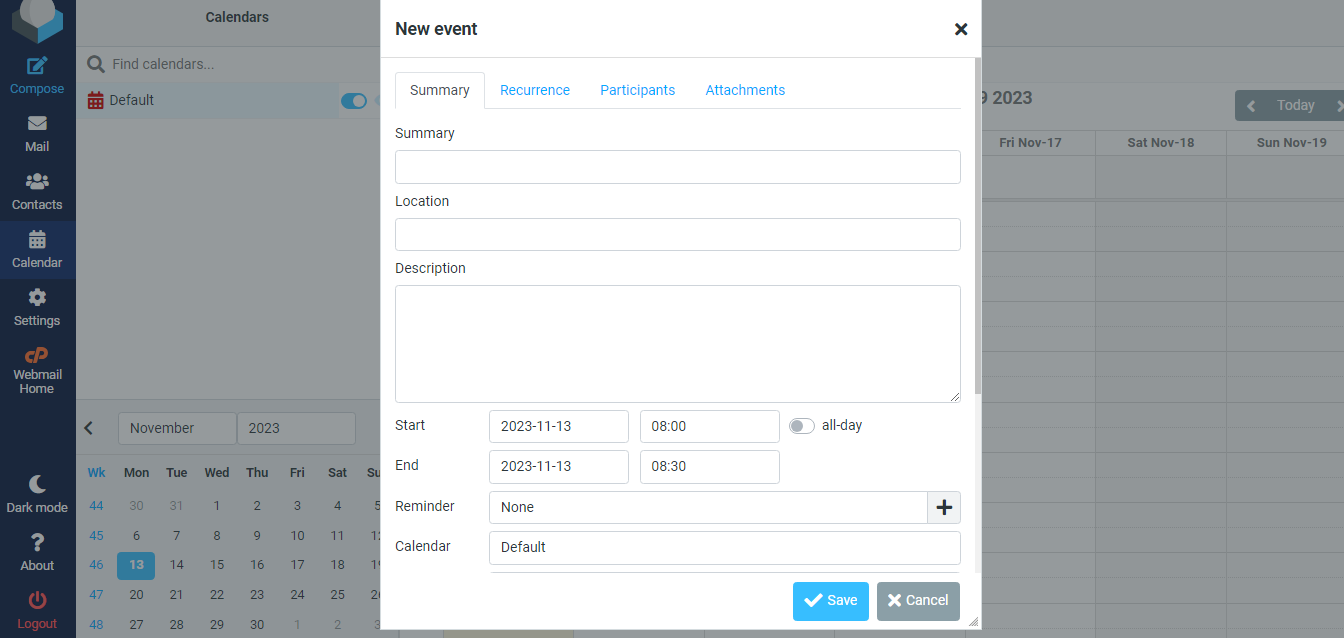 Compose
Mail
Contacts
Calendar
Settings
Webmail
Home
Dark mode
About
Logout
Calendars
Find calendars...
Default
November 2023
Wk Mon Tue Wed Thu Fri Sat Su
44 30 31 1 2 3 4 5
45 6 7 8 9 10 11 12
46 13 14 15 16 17 18 19
47 20 21 22 23 24 25 26
48 27 28 29 30 1 2 3
New event
Summary Recurrence Participants Attachments
Summary
Location
Description
Start 2023-11-13 08:00 all-day
End 2023-11-13 08:30
Reminder None
Calendar Default
Save Cancel
9 2023
Today
Fri Nov-17 Sat Nov-18 Sun Nov-19